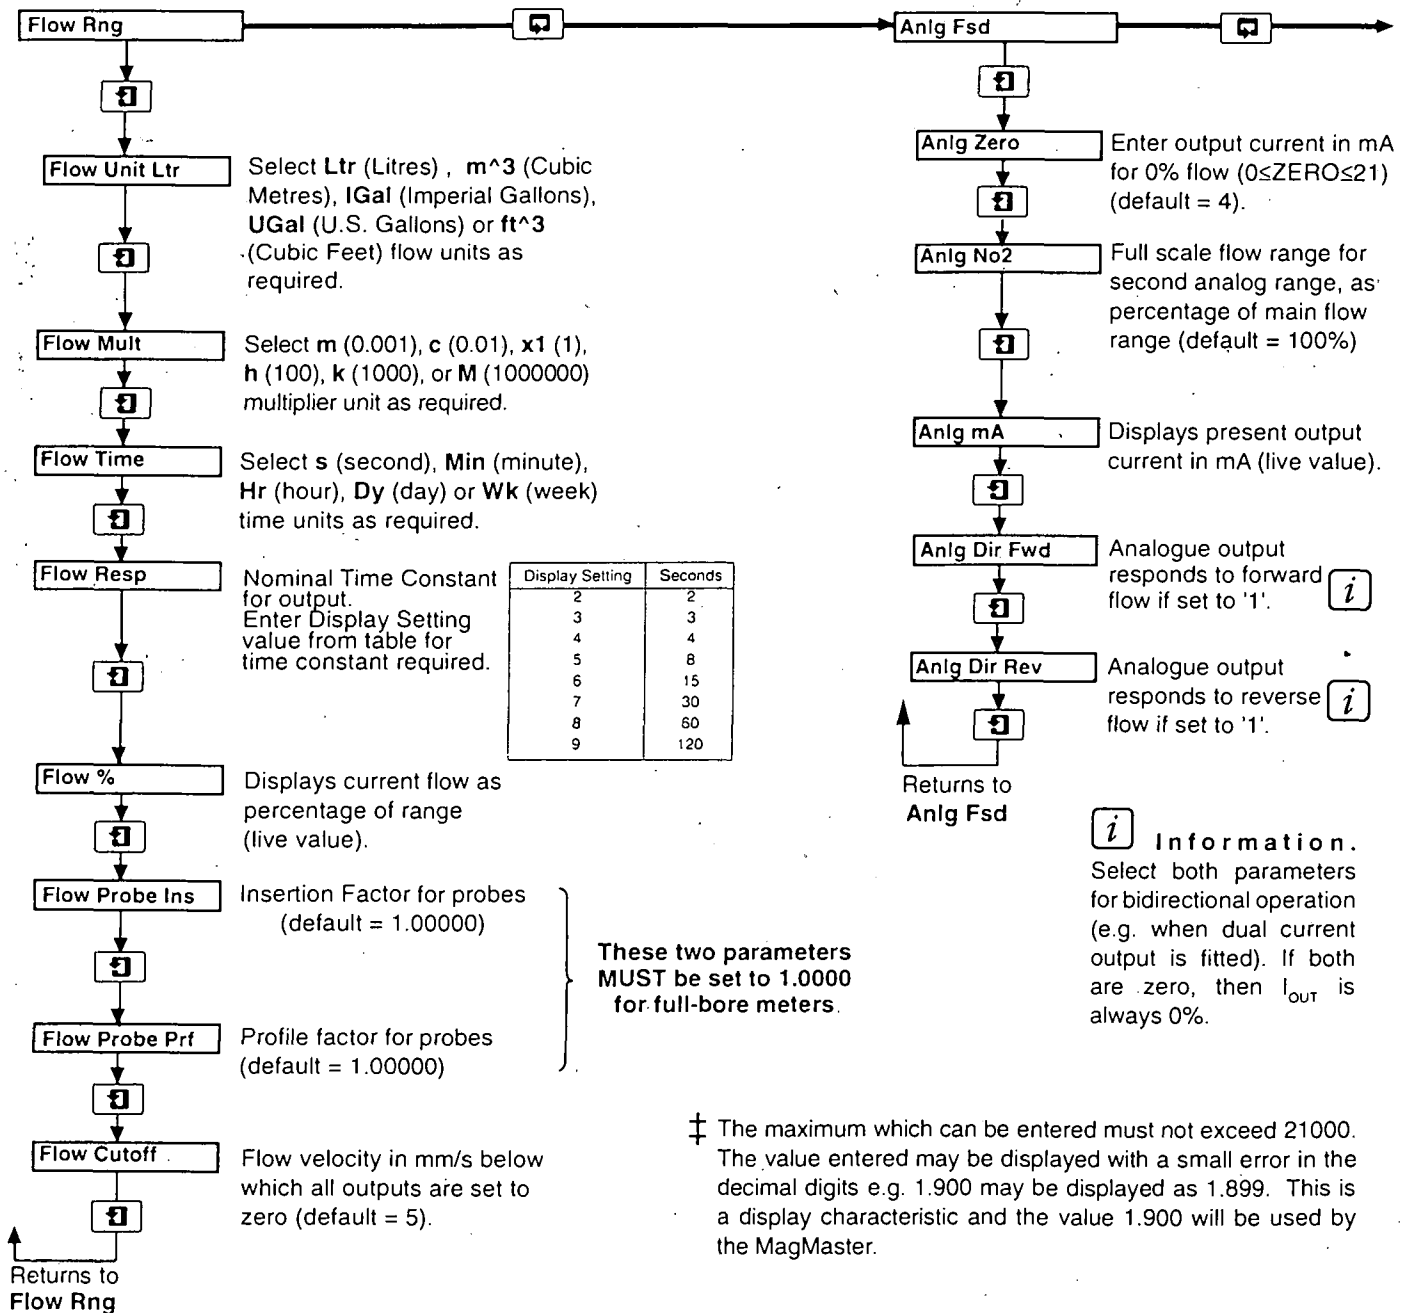 Flow Rng
Flow Unit Ltr
Select Ltr (Litres) , m^3 (Cubic
Metres), IGal (Imperial Gallons),
UGal (U.S. Gallons) or ft^3
(Cubic Feet) flow units as
required.
Flow Mult
Select m (0.001), c (0.01), x1 (1),
h (100), k (1000), or M (1000000)
multiplier unit as required.
Flow Time
Select s (second), Min (minute),
Hr (hour), Dy (day) or Wk (week)
time units as required.
Flow Resp
Nominal Time Constant
for output.
Enter Display Setting
value from table for
time constant required.
Display Setting Seconds
2 2
3 3
4 4
5 8
6 15
7 30
8 60
9 120
Flow %
Displays current flow as
percentage of range
(live value).
Flow Probe Ins
Insertion Factor for probes
(default = 1.00000)
Flow Probe Prf
Profile factor for probes
(default = 1.00000)
These two parameters
MUST be set to 1.0000
for full-bore meters.
Flow Cutoff
Flow velocity in mm/s below
which all outputs are set to
zero (default = 5).
Returns to
Flow Rng
Anlg Fsd
Anlg Zero
Enter output current in mA
for 0% flow (0≤ZERO≤21)
(default = 4).
Anlg No2
Full scale flow range for
second analog range, as
percentage of main flow
range (default = 100%)
Anlg mA
Displays present output
current in mA (live value).
Anlg Dir Fwd
Analogue output
responds to forward
flow if set to '1'.
i
Anlg Dir Rev
Analogue output
responds to reverse
flow if set to '1'.
i
Returns to
Anlg Fsd
i Information.
Select both parameters
for bidirectional operation
(e.g. when dual current
output is fitted). If both
are zero, then IOUT is
always 0%.
‡ The maximum which can be entered must not exceed 21000.
The value entered may be displayed with a small error in the
decimal digits e.g. 1.900 may be displayed as 1.899. This is
a display characteristic and the value 1.900 will be used by
the MagMaster.